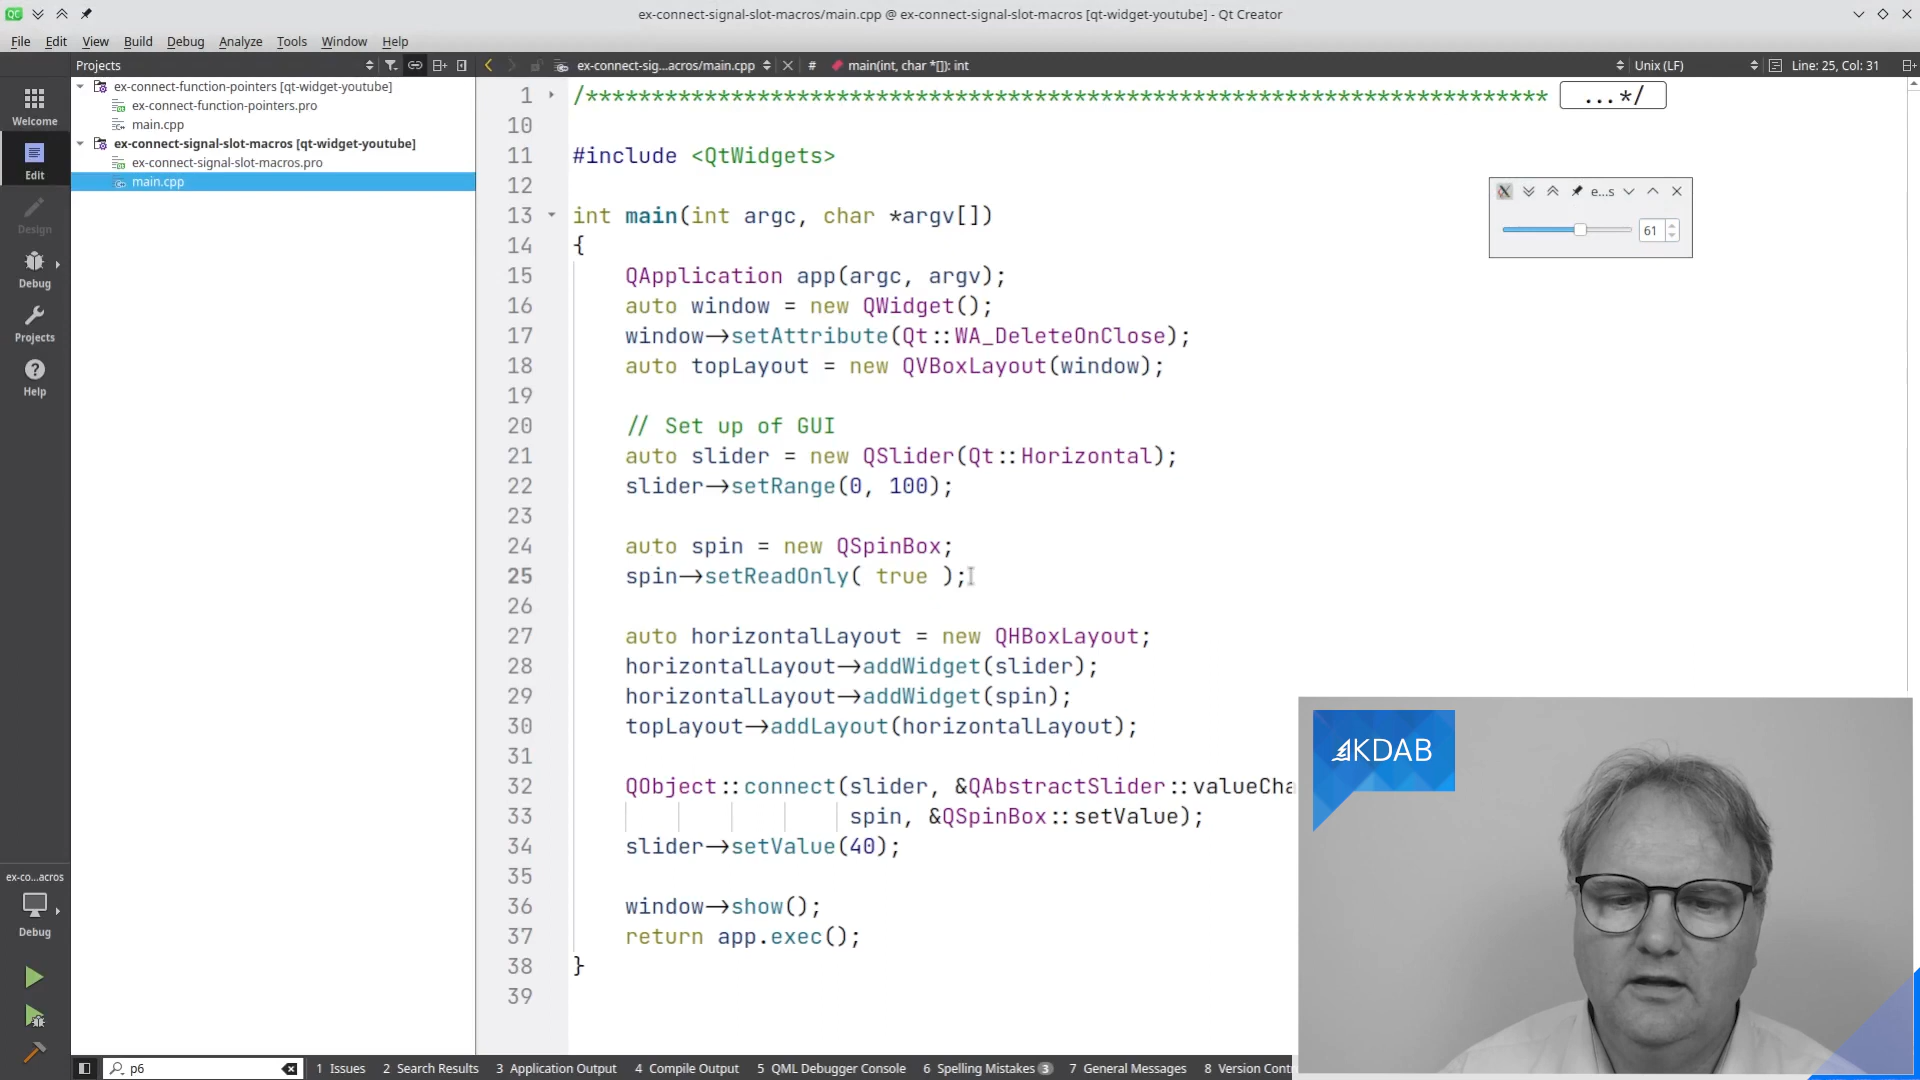 ex-connect-signal-slot-macros/main.cpp @ ex-connect-signal-slot-macros [qt-widget-youtube] - Qt Creator
File Edit View Build Debug Analyze Tools Window Help
Projects
ex-connect-sig...acros/main.cpp
# main(int, char *[]): int
Unix (LF)
Line: 25, Col: 31
Welcome
Edit
Design
Debug
Projects
Help
ex-co...acros
Debug
ex-connect-function-pointers [qt-widget-youtube]
ex-connect-function-pointers.pro
main.cpp
ex-connect-signal-slot-macros [qt-widget-youtube]
ex-connect-signal-slot-macros.pro
main.cpp
1 /************************************************************************* ...*/
10
11 #include <QtWidgets>
12
13 int main(int argc, char *argv[])
14 {
15 QApplication app(argc, argv);
16 auto window = new QWidget();
17 window->setAttribute(Qt::WA_DeleteOnClose);
18 auto topLayout = new QVBoxLayout(window);
19
20 // Set up of GUI
21 auto slider = new QSlider(Qt::Horizontal);
22 slider->setRange(0, 100);
23
24 auto spin = new QSpinBox;
25 spin->setReadOnly( true );
26
27 auto horizontalLayout = new QHBoxLayout;
28 horizontalLayout->addWidget(slider);
29 horizontalLayout->addWidget(spin);
30 topLayout->addLayout(horizontalLayout);
31
32 QObject::connect(slider, &QAbstractSlider::valueCha
33 spin, &QSpinBox::setValue);
34 slider->setValue(40);
35
36 window->show();
37 return app.exec();
38 }
39
e...s
61
KDAB
p6
1 Issues 2 Search Results 3 Application Output 4 Compile Output 5 QML Debugger Console 6 Spelling Mistakes 3 7 General Messages 8 Version Cont